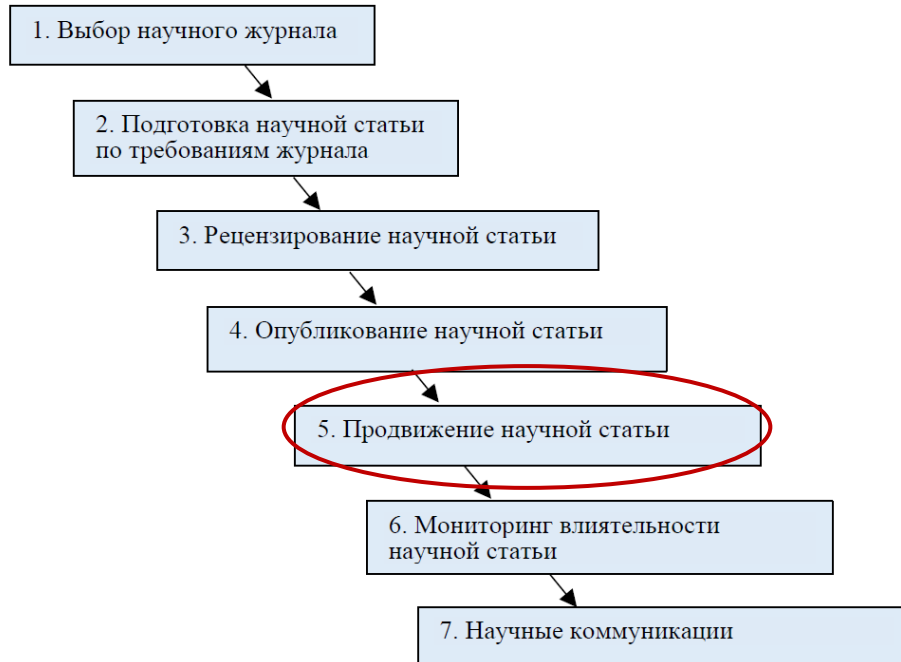 1. Выбор научного журнала
2. Подготовка научной статьи
по требованиям журнала
3. Рецензирование научной статьи
4. Опубликование научной статьи
5. Продвижение научной статьи
6. Мониторинг влиятельности
научной статьи
7. Научные коммуникации